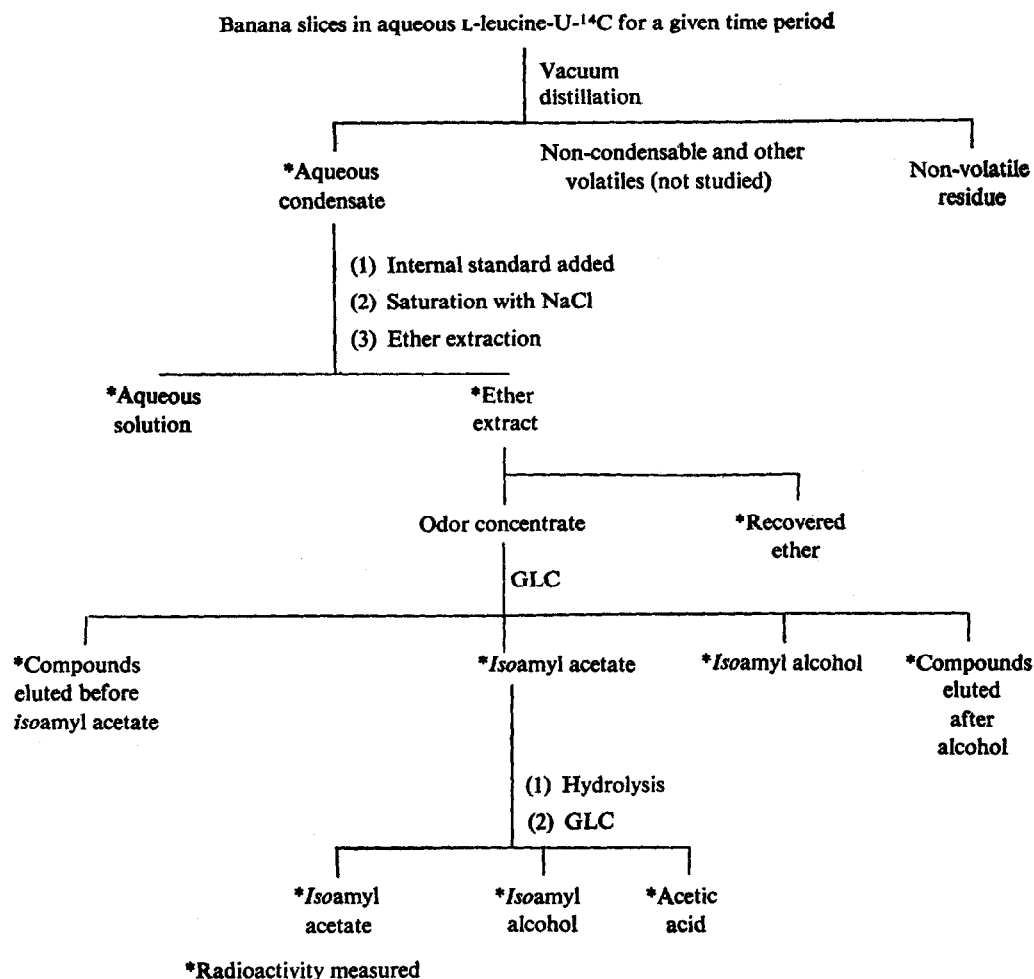 Banana slices in aqueous L-leucine-U-¹⁴C for a given time period
Vacuum
distillation
*Aqueous
condensate
Non-condensable and other
volatiles (not studied)
Non-volatile
residue
(1) Internal standard added
(2) Saturation with NaCl
(3) Ether extraction
*Aqueous
solution
*Ether
extract
Odor concentrate
*Recovered
ether
GLC
*Compounds
eluted before
isoamyl acetate
*Isoamyl acetate
*Isoamyl alcohol
*Compounds
eluted
after
alcohol
(1) Hydrolysis
(2) GLC
*Isoamyl
acetate
*Isoamyl
alcohol
*Acetic
acid
*Radioactivity measured